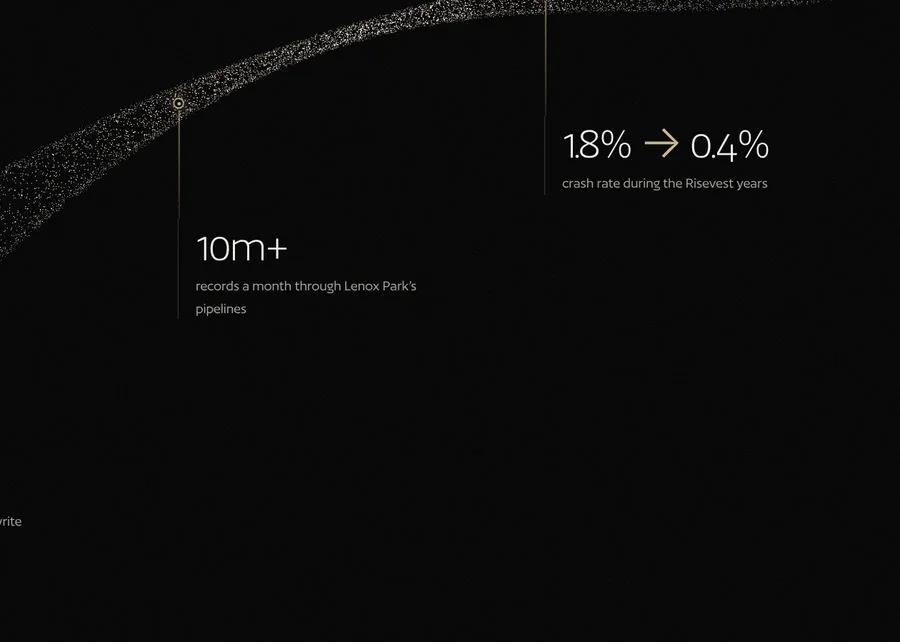 1.8% → 0.4%
crash rate during the Risevest years
10m+
records a month through Lenox Park's
pipelines